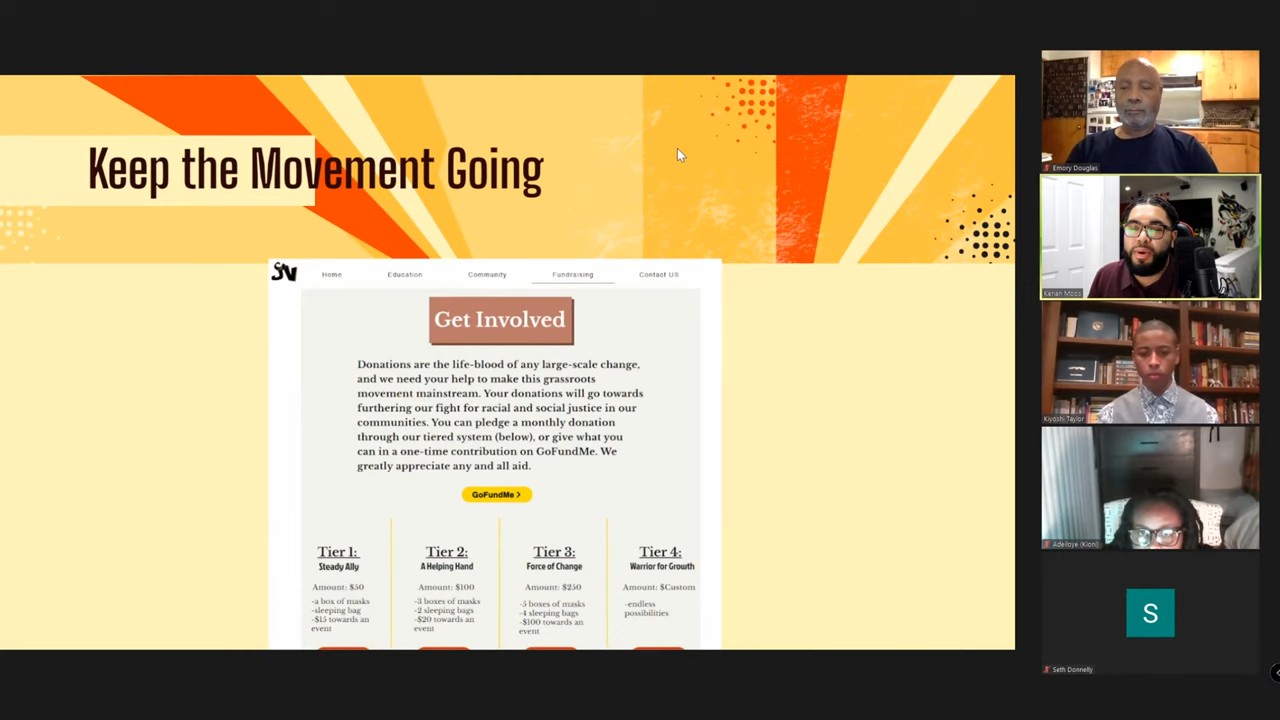 Keep the Movement Going
SN
Home Education Community Fundraising Contact US
Get Involved
Donations are the life-blood of any large-scale change,
and we need your help to make this grassroots
movement mainstream. Your donations will go towards
furthering our fight for racial and social justice in our
communities. You can pledge a monthly donation
through our tiered system (below), or give what you
can in a one-time contribution on GoFundMe. We
greatly appreciate any and all aid.
GoFundMe >
Tier 1:
Steady Ally
Amount: $50
-a box of masks
-sleeping bag
-$15 towards an
event
Tier 2:
A Helping Hand
Amount: $100
-3 boxes of masks
-2 sleeping bags
-$20 towards an
event
Tier 3:
Force of Change
Amount: $250
-5 boxes of masks
-4 sleeping bags
-$100 towards an
event
Tier 4:
Warrior for Growth
Amount: $Custom
-endless
possibilities
Emory Douglas
Kenan Moos
Kiyoshi Taylor
Adeiloye (Kioni)
S
Seth Donnelly